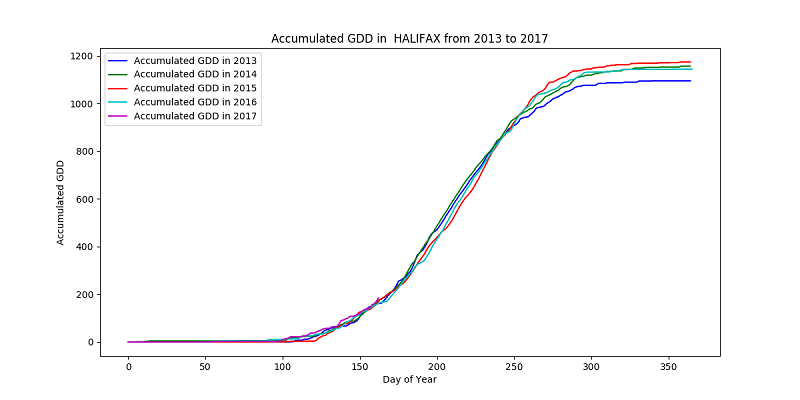 Accumulated GDD in  HALIFAX from 2013 to 2017
Accumulated GDD in 2013
Accumulated GDD in 2014
Accumulated GDD in 2015
Accumulated GDD in 2016
Accumulated GDD in 2017
Accumulated GDD
1200
1000
800
600
400
200
0
0 50 100 150 200 250 300 350
Day of Year